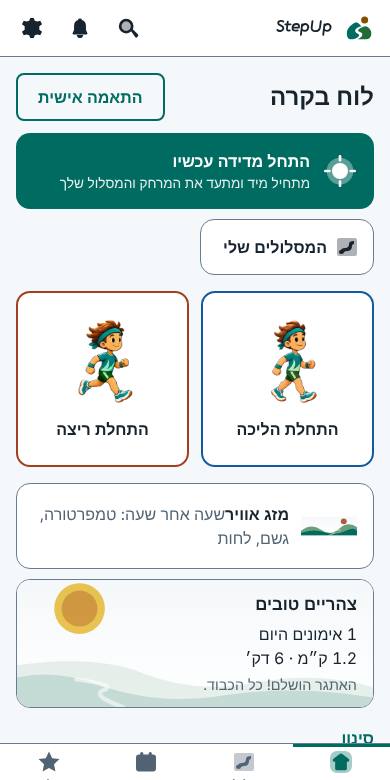 StepUp
לוח בקרה
התאמה אישית
התחל מדידה עכשיו
מתחיל מיד ומתעד את המרחק והמסלול שלך
המסלולים שלי
התחלת הליכה
התחלת ריצה
מזג אווירשעה אחר שעה: טמפרטורה,
גשם, לחות
צהריים טובים
1 אימונים היום
1.2 ק״מ · 6 דק׳
האתגר הושלם! כל הכבוד.
סינון